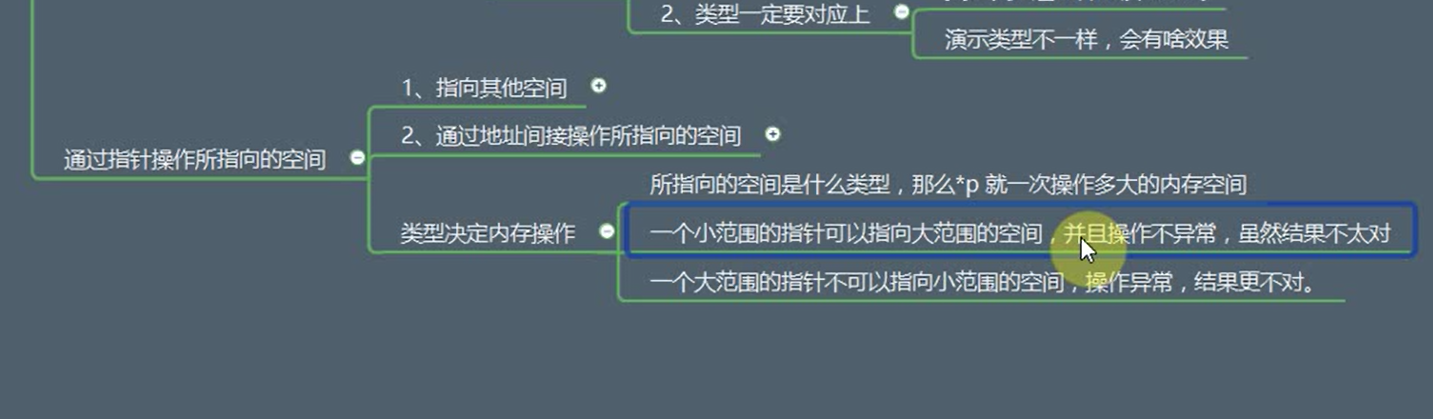 2、类型一定要对应上
演示类型不一样，会有啥效果
1、指向其他空间
2、通过地址间接操作所指向的空间
通过指针操作所指向的空间
所指向的空间是什么类型，那么*p 就一次操作多大的内存空间
类型决定内存操作
一个小范围的指针可以指向大范围的空间，并且操作不异常，虽然结果不太对
一个大范围的指针不可以指向小范围的空间，操作异常，结果更不对。